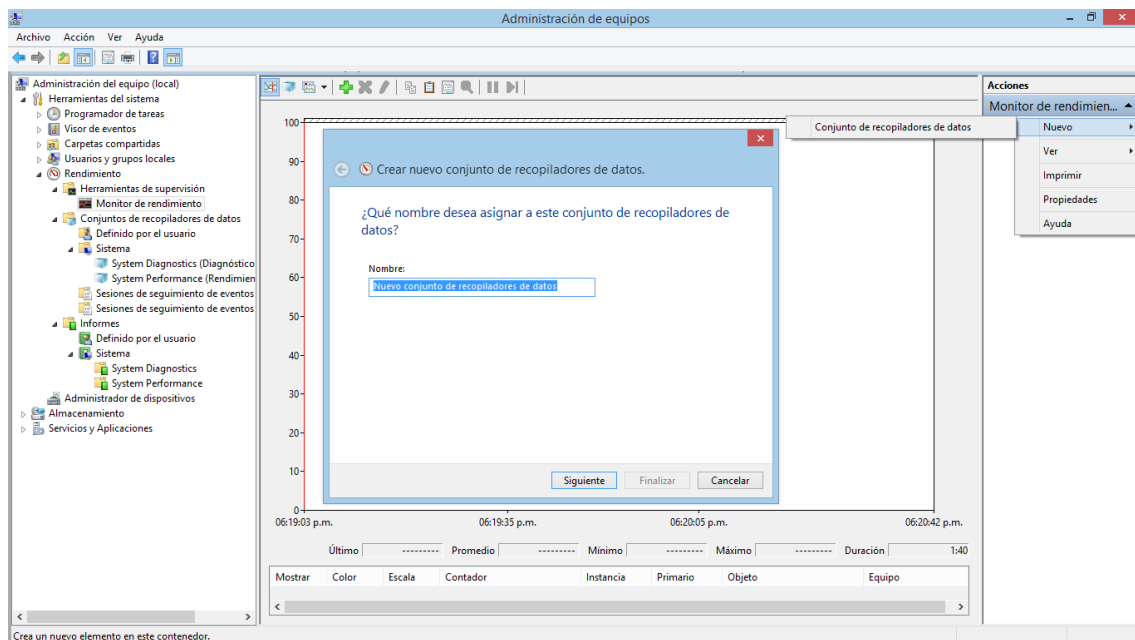 Administración de equipos
Archivo Acción Ver Ayuda
Administración del equipo (local)
Herramientas del sistema
Programador de tareas
Visor de eventos
Carpetas compartidas
Usuarios y grupos locales
Rendimiento
Herramientas de supervisión
Monitor de rendimiento
Conjuntos de recopiladores de datos
Definido por el usuario
Sistema
System Diagnostics (Diagnóstico
System Performance (Rendimien
Sesiones de seguimiento de eventos
Sesiones de seguimiento de eventos
Informes
Definido por el usuario
Sistema
System Diagnostics
System Performance
Administrador de dispositivos
Almacenamiento
Servicios y Aplicaciones
100
90
80
70
60
50
40
30
20
10
0
06:19:03 p.m. 06:19:35 p.m. 06:20:05 p.m. 06:20:42 p.m.
Crear nuevo conjunto de recopiladores de datos.
¿Qué nombre desea asignar a este conjunto de recopiladores de
datos?
Nombre:
Nuevo conjunto de recopiladores de datos
Siguiente Finalizar Cancelar
Último --------- Promedio --------- Mínimo --------- Máximo --------- Duración 1:40
Mostrar Color Escala Contador Instancia Primario Objeto Equipo
Acciones
Monitor de rendimien...
Conjunto de recopiladores de datos
Nuevo
Ver
Imprimir
Propiedades
Ayuda
Crea un nuevo elemento en este contenedor.